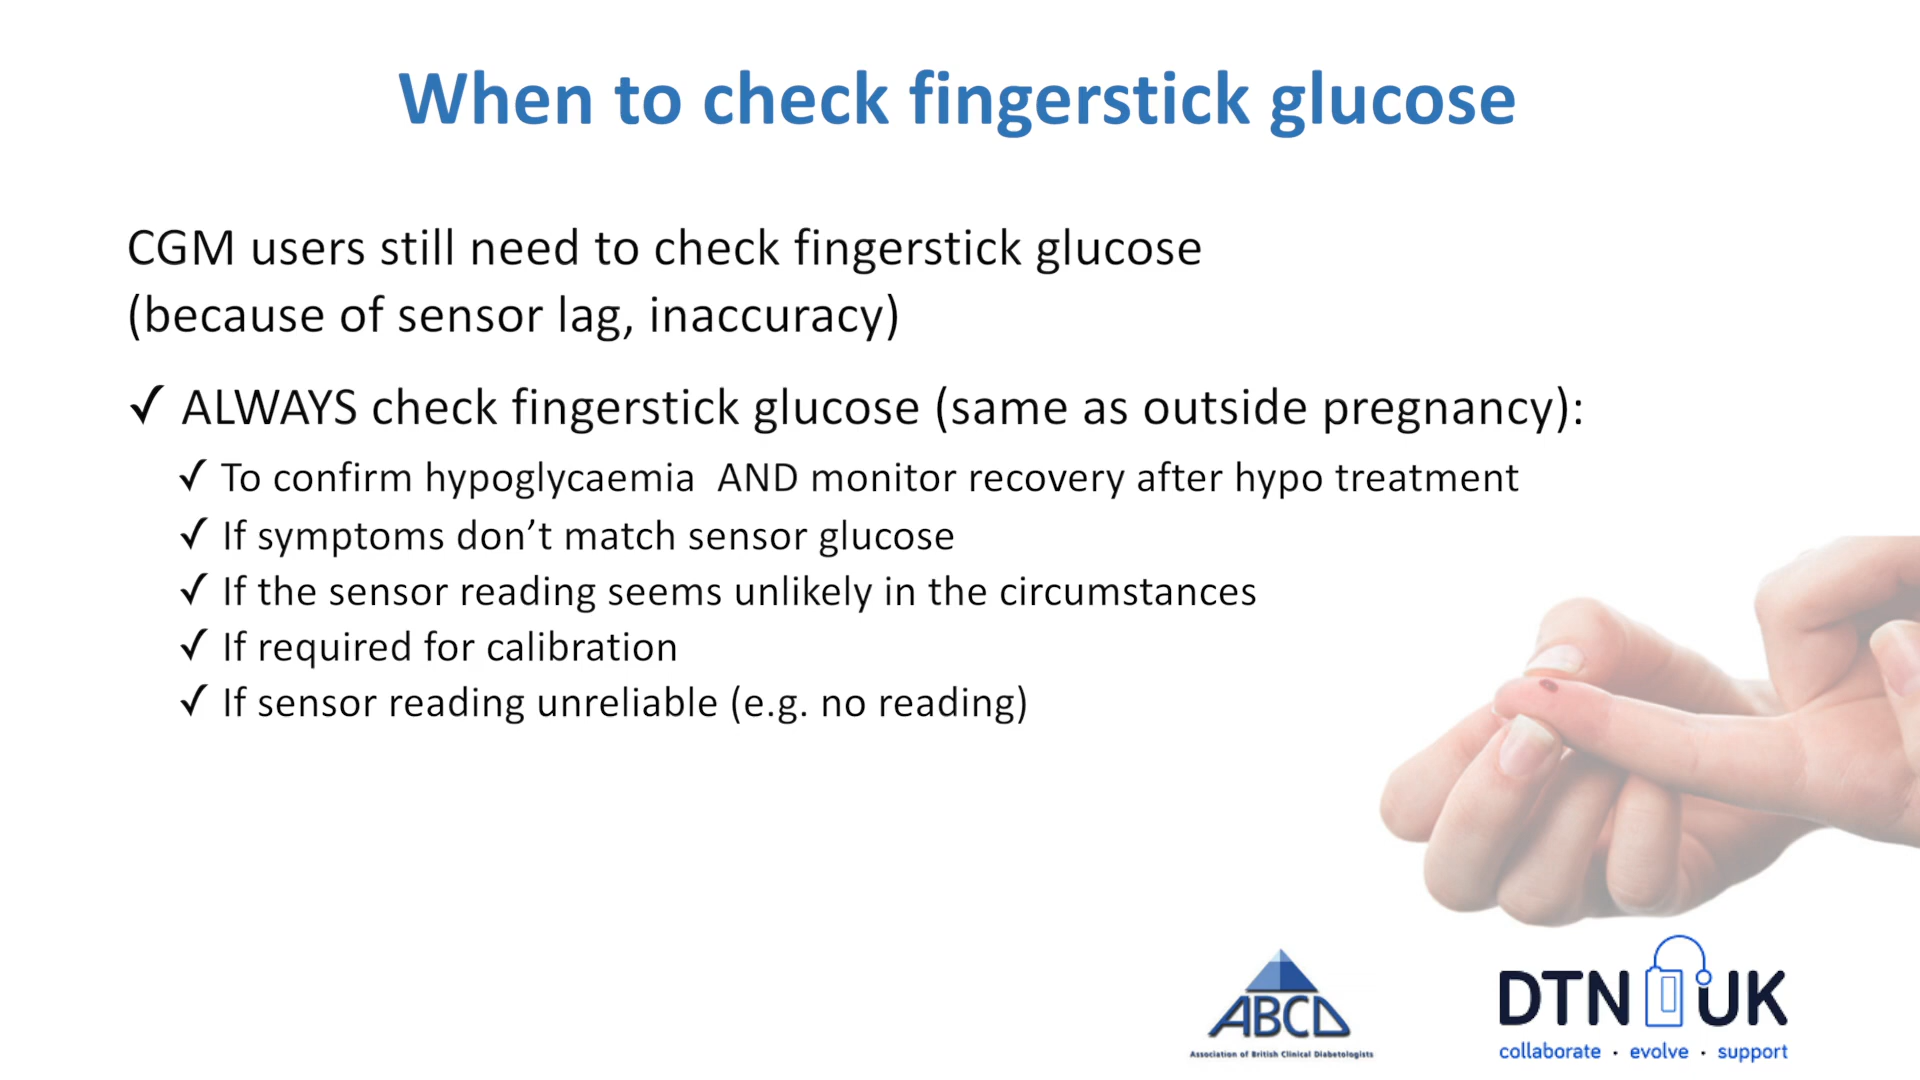 When to check fingerstick glucose
CGM users still need to check fingerstick glucose
(because of sensor lag, inaccuracy)
✓ ALWAYS check fingerstick glucose (same as outside pregnancy):
✓ To confirm hypoglycaemia  AND monitor recovery after hypo treatment
✓ If symptoms don’t match sensor glucose
✓ If the sensor reading seems unlikely in the circumstances
✓ If required for calibration
✓ If sensor reading unreliable (e.g. no reading)
ABCD
Association of British Clinical Diabetologists
DTN UK
collaborate · evolve · support